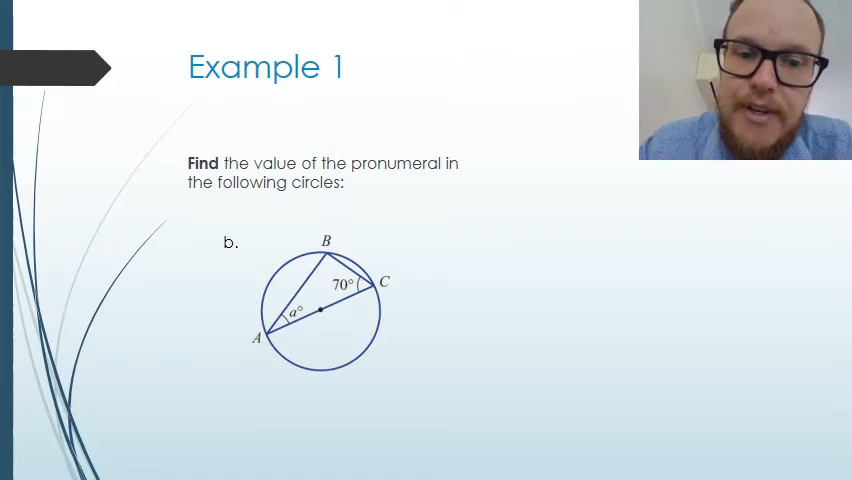 Example 1
Find the value of the pronumeral in
the following circles:
b.
B
70°
C
a°
A